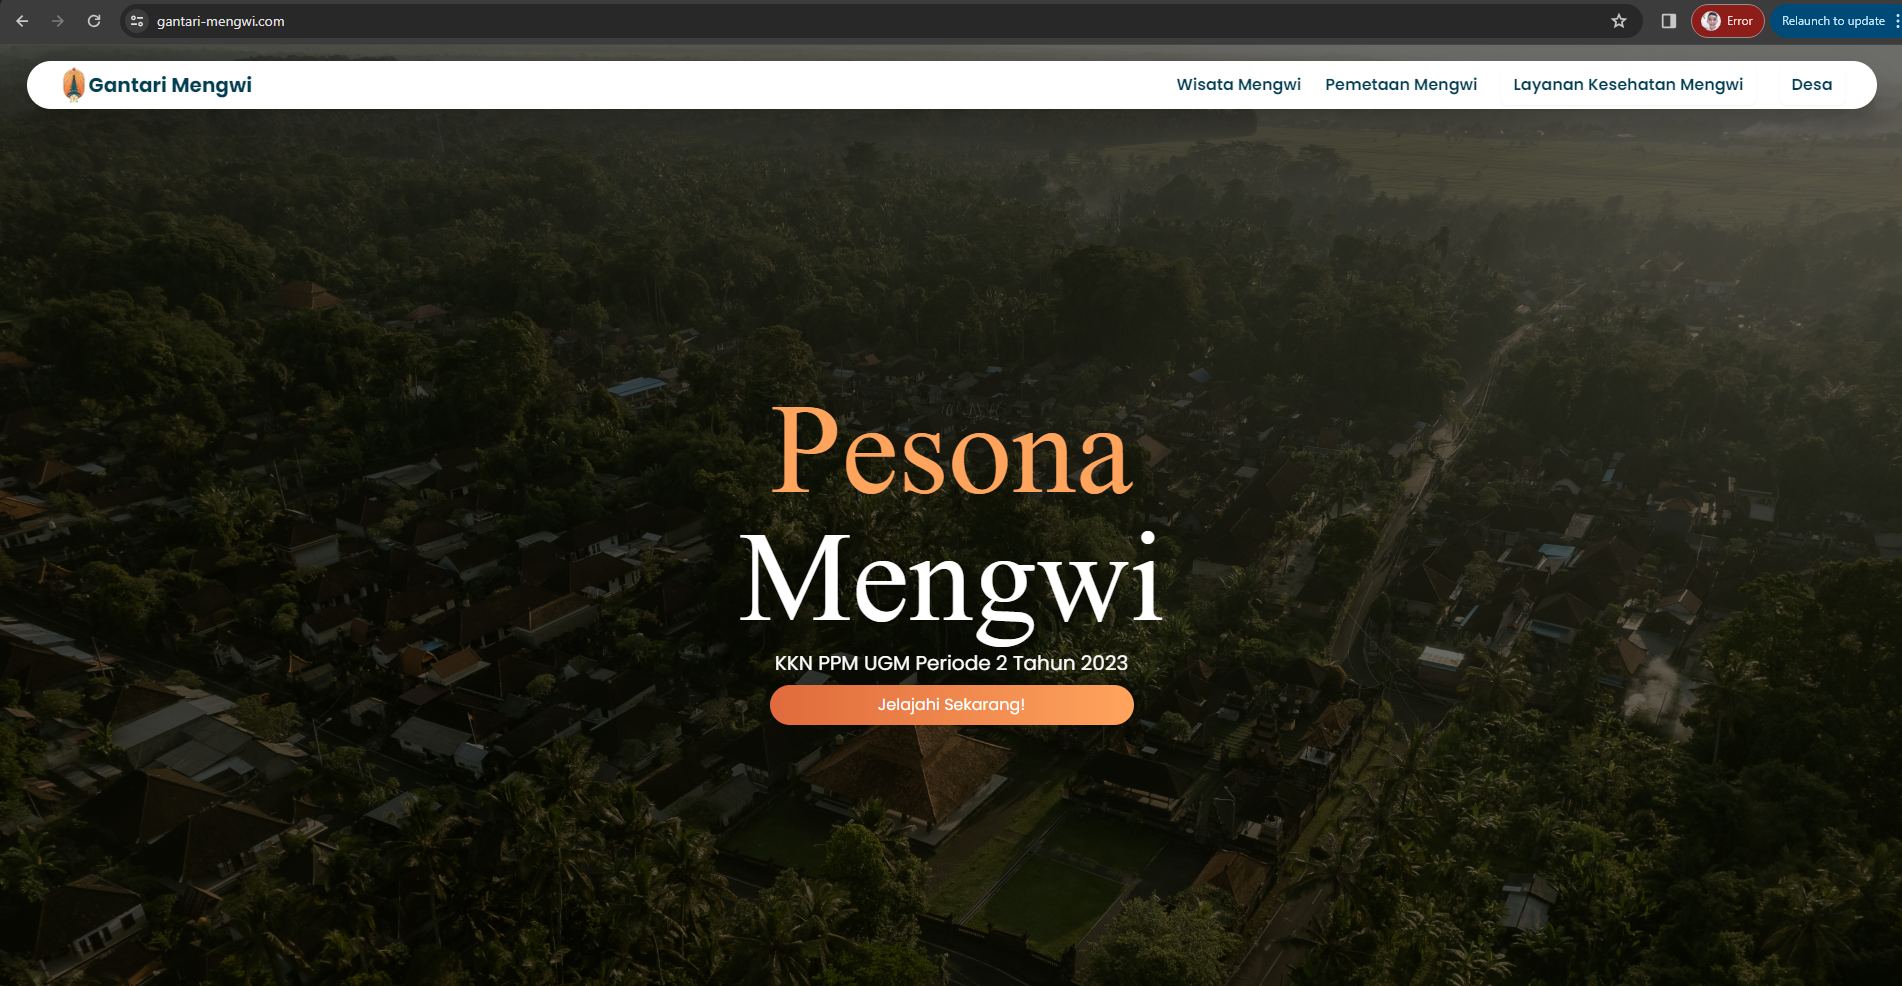 gantari-mengwi.com
Error
Relaunch to update
Gantari Mengwi
Wisata Mengwi
Pemetaan Mengwi
Layanan Kesehatan Mengwi
Desa
Pesona
Mengwi
KKN PPM UGM Periode 2 Tahun 2023
Jelajahi Sekarang!